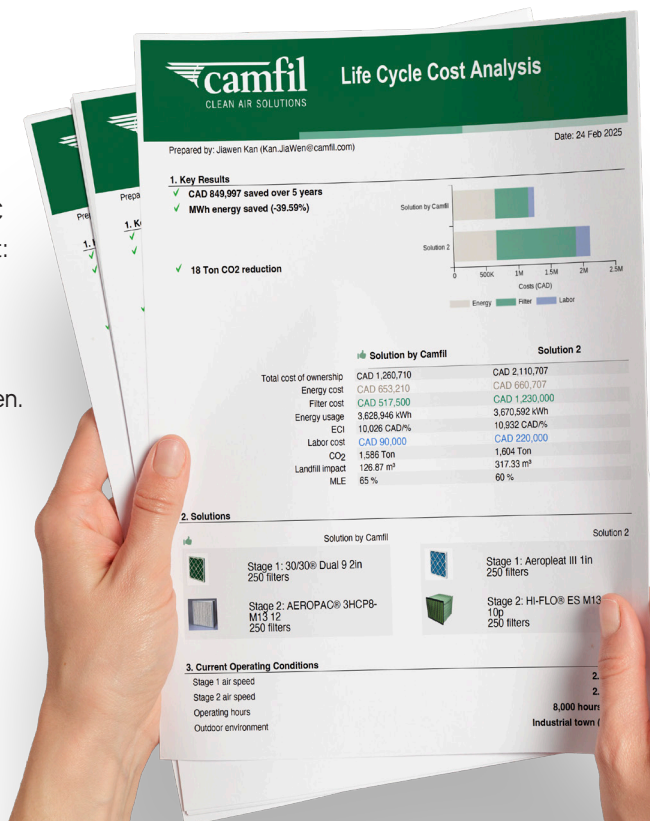 camfil
CLEAN AIR SOLUTIONS
Life Cycle Cost Analysis
Prepared by: Jiawen Kan (Kan.JiaWen@camfil.com)
Date: 24 Feb 2025
1. Key Results
✓ CAD 849,997 saved over 5 years
✓ MWh energy saved (-39.59%)
✓ 18 Ton CO2 reduction
Solution by Camfil
Solution 2
0 500K 1M 1.5M 2M 2.5M
Costs (CAD)
Energy Filter Labor
Solution by Camfil Solution 2
Total cost of ownership CAD 1,260,710 CAD 2,110,707
Energy cost CAD 653,210 CAD 660,707
Filter cost CAD 517,500 CAD 1,230,000
Energy usage 3,628,946 kWh 3,670,592 kWh
ECI 10,026 CAD/% 10,932 CAD/%
Labor cost CAD 90,000 CAD 220,000
CO2 1,586 Ton 1,604 Ton
Landfill impact 126.87 m³ 317.33 m³
MLE 65 % 60 %
2. Solutions
Solution by Camfil Solution 2
Stage 1: 30/30® Dual 9 2in
250 filters
Stage 2: AEROPAC® 3HCP8-
M13 12
250 filters
Stage 1: Aeropleat III 1in
250 filters
Stage 2: HI-FLO® ES M13
10p
250 filters
3. Current Operating Conditions
Stage 1 air speed 2.
Stage 2 air speed 2.
Operating hours 8,000 hours
Outdoor environment Industrial town (
en.
Prepa
1. K